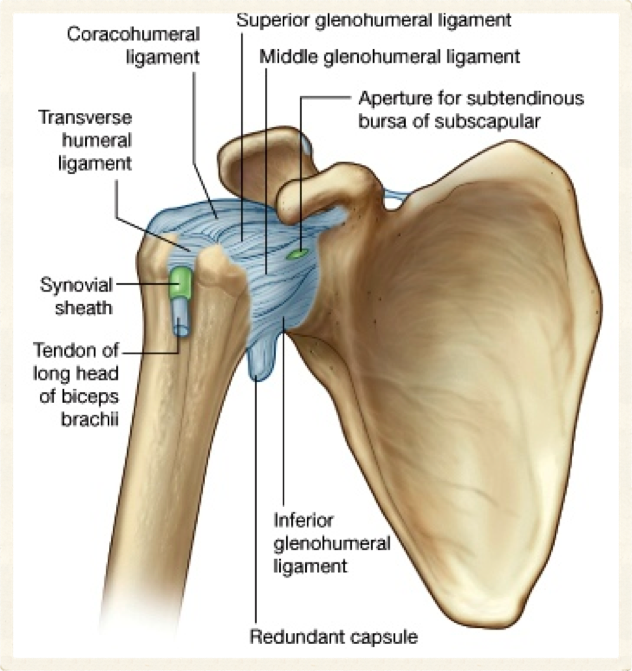 Superior glenohumeral ligament
Coracohumeral
ligament
Middle glenohumeral ligament
Aperture for subtendinous
bursa of subscapular
Transverse
humeral
ligament
Synovial
sheath
Tendon of
long head
of biceps
brachii
Inferior
glenohumeral
ligament
Redundant capsule